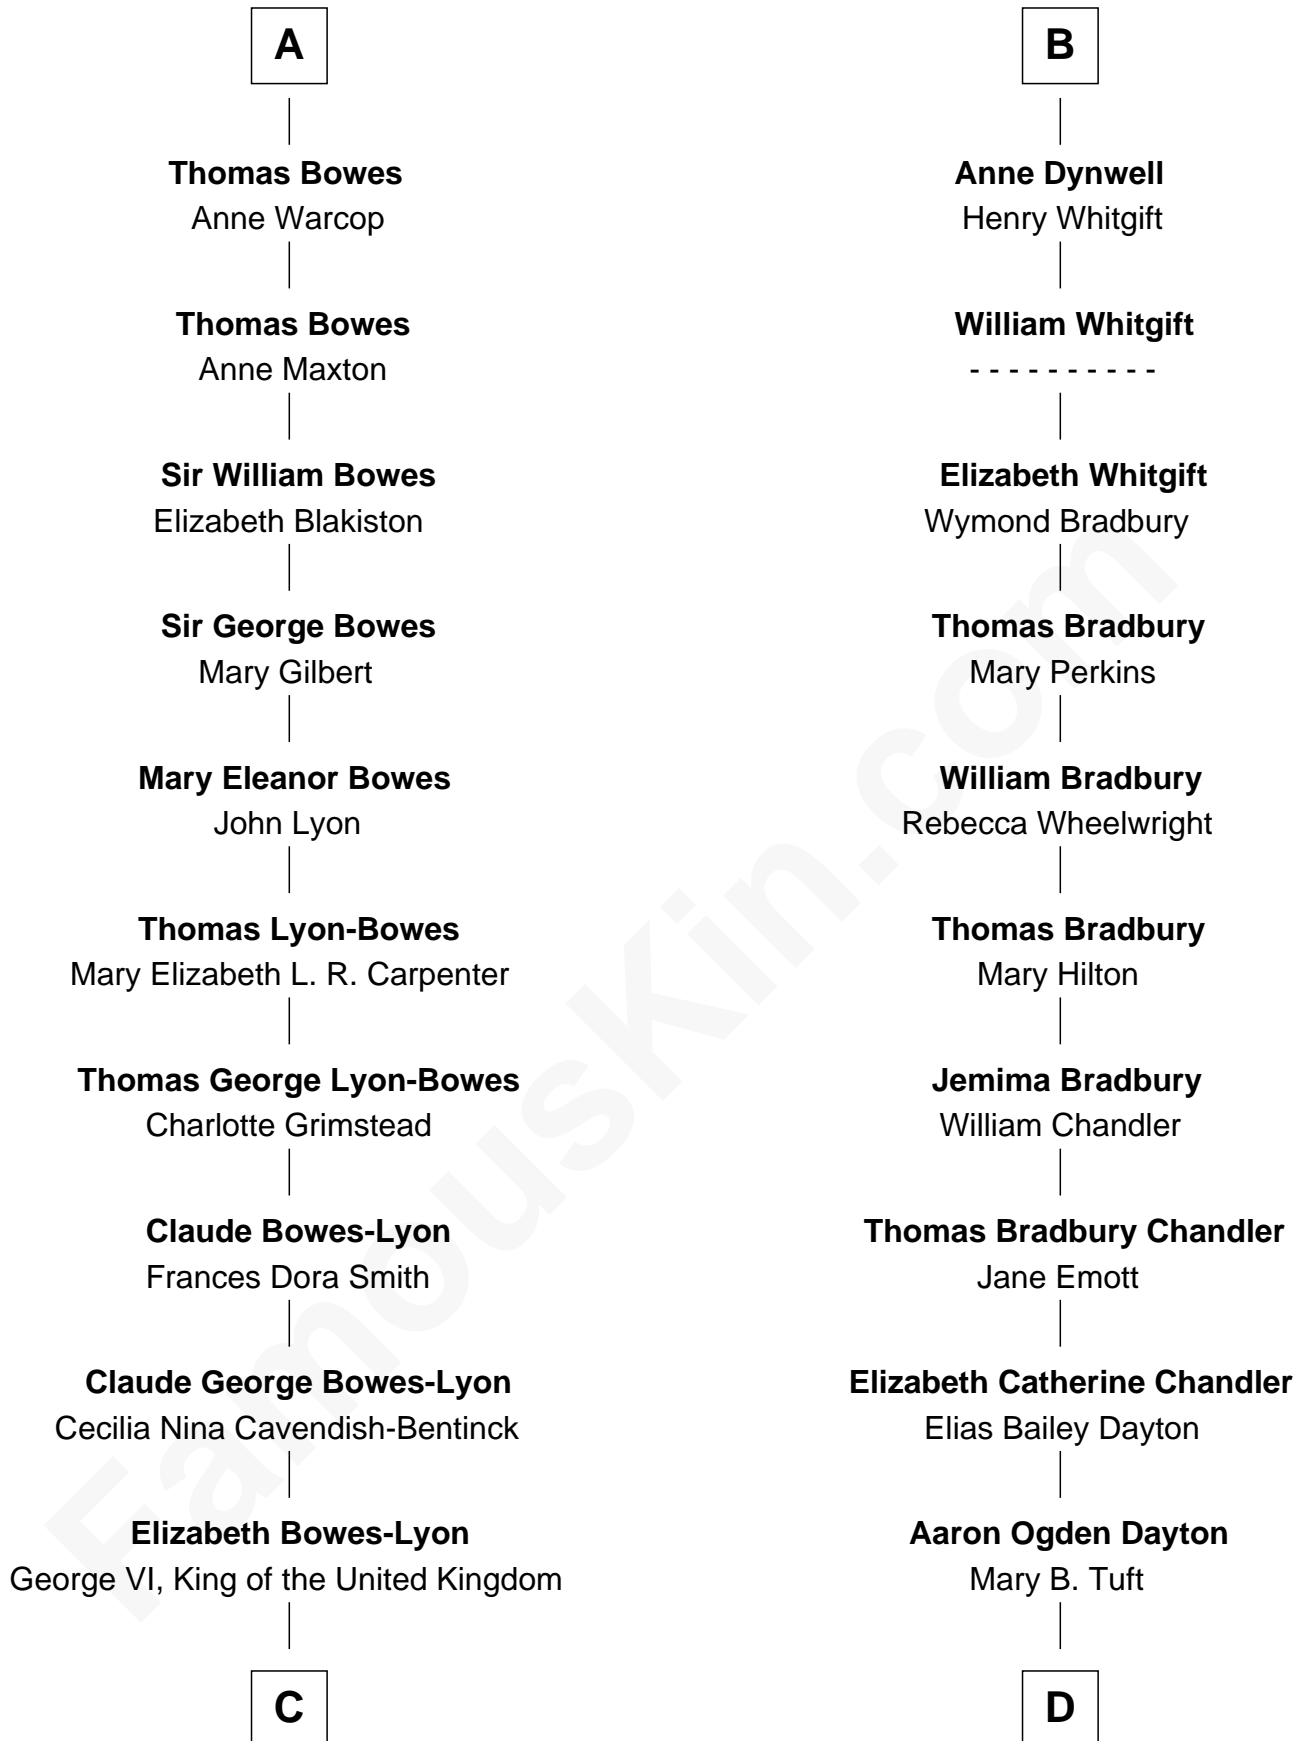 A
Thomas Bowes
Anne Warcop
Thomas Bowes
Anne Maxton
Sir William Bowes
Elizabeth Blakiston
Sir George Bowes
Mary Gilbert
Mary Eleanor Bowes
John Lyon
Thomas Lyon-Bowes
Mary Elizabeth L. R. Carpenter
Thomas George Lyon-Bowes
Charlotte Grimstead
Claude Bowes-Lyon
Frances Dora Smith
Claude George Bowes-Lyon
Cecilia Nina Cavendish-Bentinck
Elizabeth Bowes-Lyon
George VI, King of the United Kingdom
C
B
Anne Dynwell
Henry Whitgift
William Whitgift
- - - - - - - - - -
Elizabeth Whitgift
Wymond Bradbury
Thomas Bradbury
Mary Perkins
William Bradbury
Rebecca Wheelwright
Thomas Bradbury
Mary Hilton
Jemima Bradbury
William Chandler
Thomas Bradbury Chandler
Jane Emott
Elizabeth Catherine Chandler
Elias Bailey Dayton
Aaron Ogden Dayton
Mary B. Tuft
D
FamousKin.com